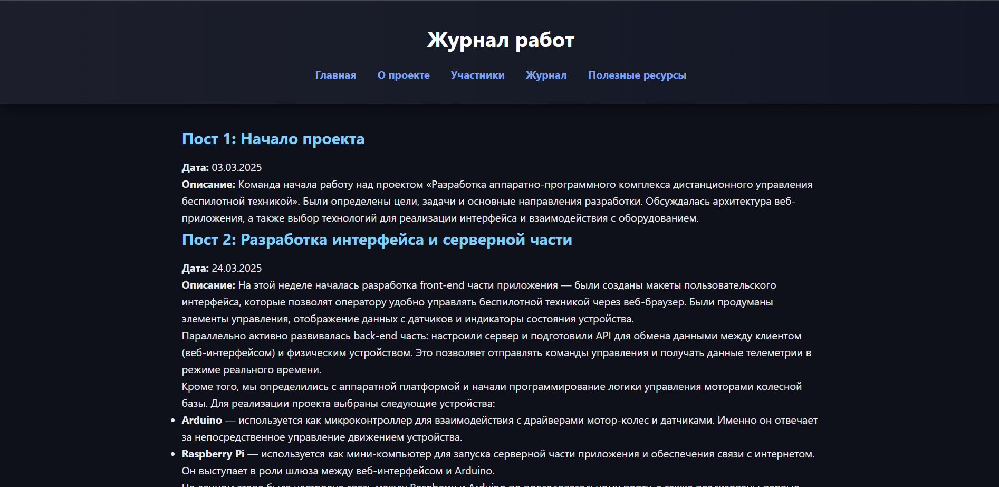 Журнал работ
Главная О проекте Участники Журнал Полезные ресурсы
Пост 1: Начало проекта
Дата: 03.03.2025
Описание: Команда начала работу над проектом «Разработка аппаратно-программного комплекса дистанционного управления
беспилотной техникой». Были определены цели, задачи и основные направления разработки. Обсуждалась архитектура веб-
приложения, а также выбор технологий для реализации интерфейса и взаимодействия с оборудованием.
Пост 2: Разработка интерфейса и серверной части
Дата: 24.03.2025
Описание: На этой неделе началась разработка front-end части приложения — были созданы макеты пользовательского
интерфейса, которые позволят оператору удобно управлять беспилотной техникой через веб-браузер. Были продуманы
элементы управления, отображение данных с датчиков и индикаторы состояния устройства.
Параллельно активно развивалась back-end часть: настроили сервер и подготовили API для обмена данными между клиентом
(веб-интерфейсом) и физическим устройством. Это позволяет отправлять команды управления и получать данные телеметрии в
режиме реального времени.
Кроме того, мы определились с аппаратной платформой и начали программирование логики управления моторами колесной
базы. Для реализации проекта выбраны следующие устройства:
• Arduino — используется как микроконтроллер для взаимодействия с драйверами мотор-колес и датчиками. Именно он отвечает
за непосредственное управление движением устройства.
• Raspberry Pi — используется как мини-компьютер для запуска серверной части приложения и обеспечения связи с интернетом.
Он выступает в роли шлюза между веб-интерфейсом и Arduino.